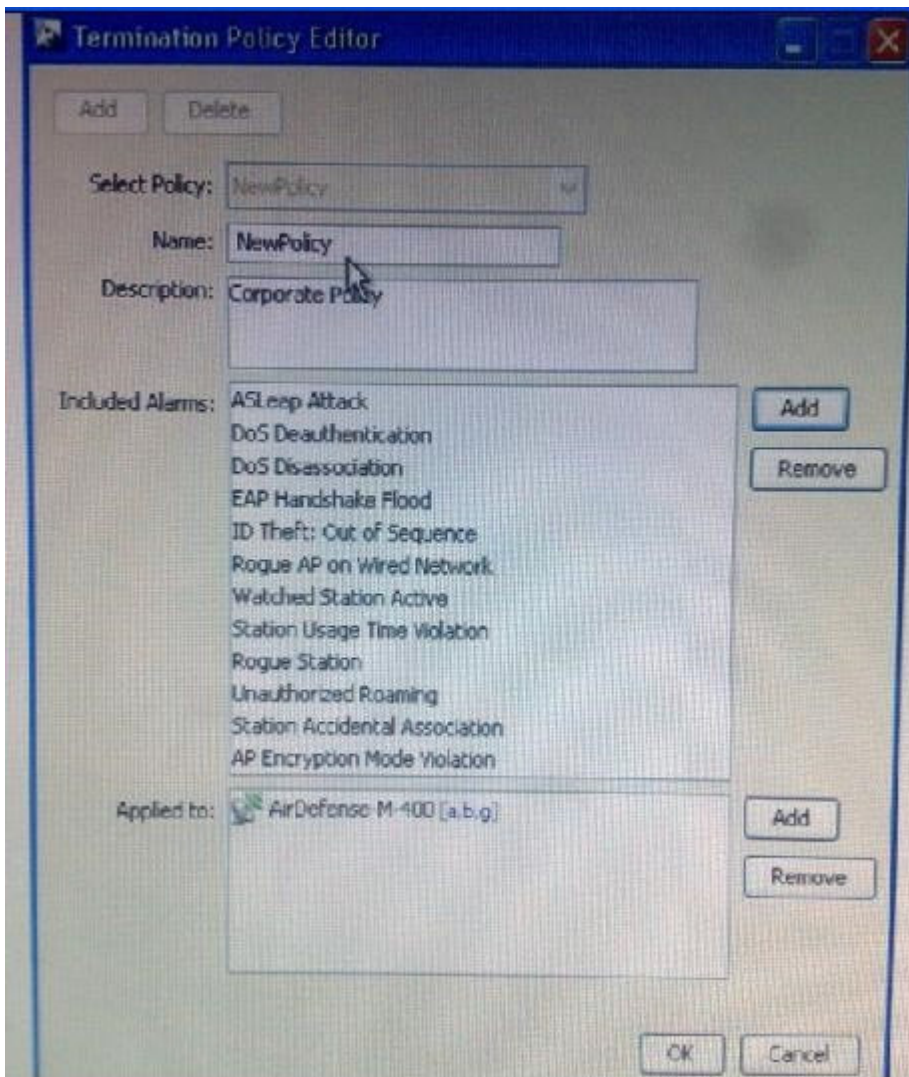 Termination Policy Editor
Add Delete
Select Policy: NewPolicy
Name: NewPolicy
Description: Corporate Policy
Included Alarms: ASLeap Attack
Add
DoS Deauthentication
DoS Disassociation
Remove
EAP Handshake Flood
ID Theft: Out of Sequence
Rogue AP on Wired Network
Watched Station Active
Station Usage Time Violation
Rogue Station
Unauthorized Roaming
Station Accidental Association
AP Encryption Mode Violation
Applied to: AirDefense M-400 [a,b,g]
Add
Remove
OK Cancel